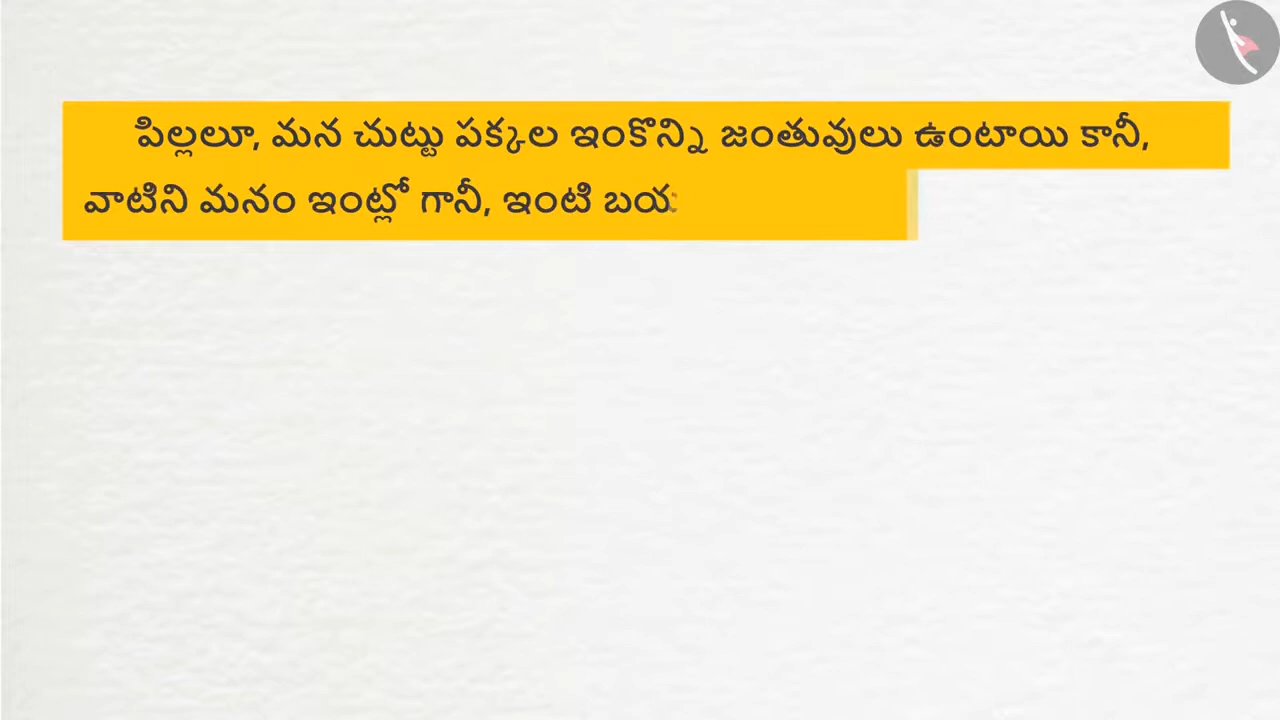 పిల్లలూ, మన చుట్టు పక్కల ఇంకొన్ని జంతువులు ఉంటాయి కానీ,
వాటిని మనం ఇంట్లో గానీ, ఇంటి